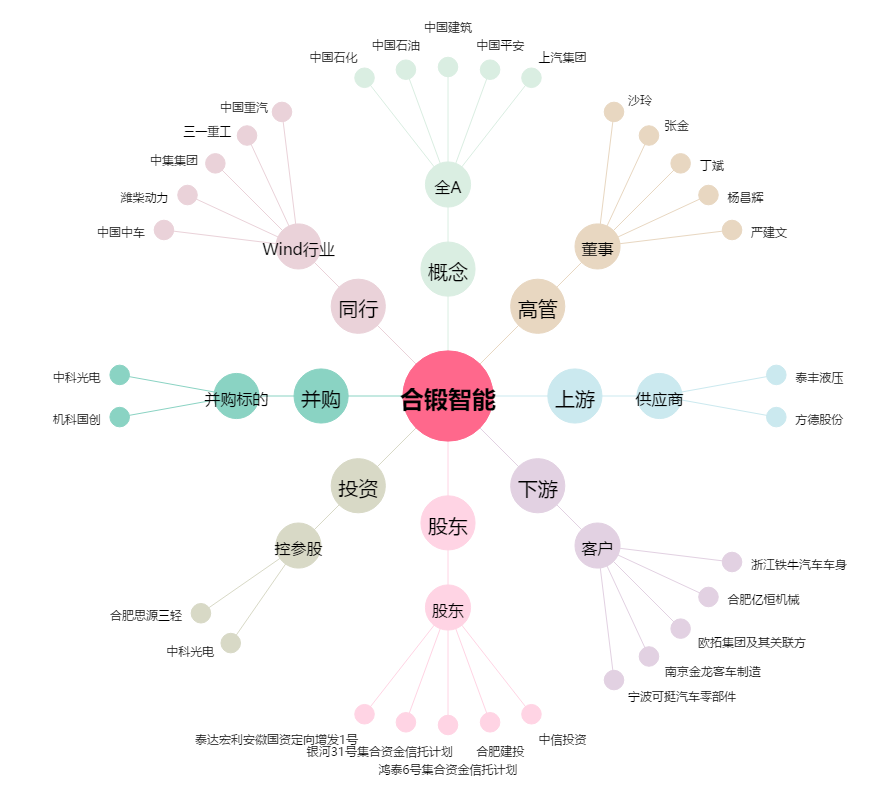 中国建筑
中国石油
中国平安
中国石化
上汽集团
沙玲
中国重汽
张金
三一重工
中集集团
丁斌
潍柴动力
全A
杨昌辉
中国中车
严建文
Wind行业
董事
概念
同行
高管
中科光电
泰丰液压
并购标的
并购
合锻智能
上游
供应商
机科国创
方德股份
投资
下游
股东
控参股
客户
浙江铁牛汽车车身
合肥亿恒机械
股东
合肥思源三轻
欧拓集团及其关联方
中科光电
南京金龙客车制造
宁波可挺汽车零部件
泰达宏利安徽国资定向增发1号
中信投资
银河31号集合资金信托计划
合肥建投
鸿泰6号集合资金信托计划